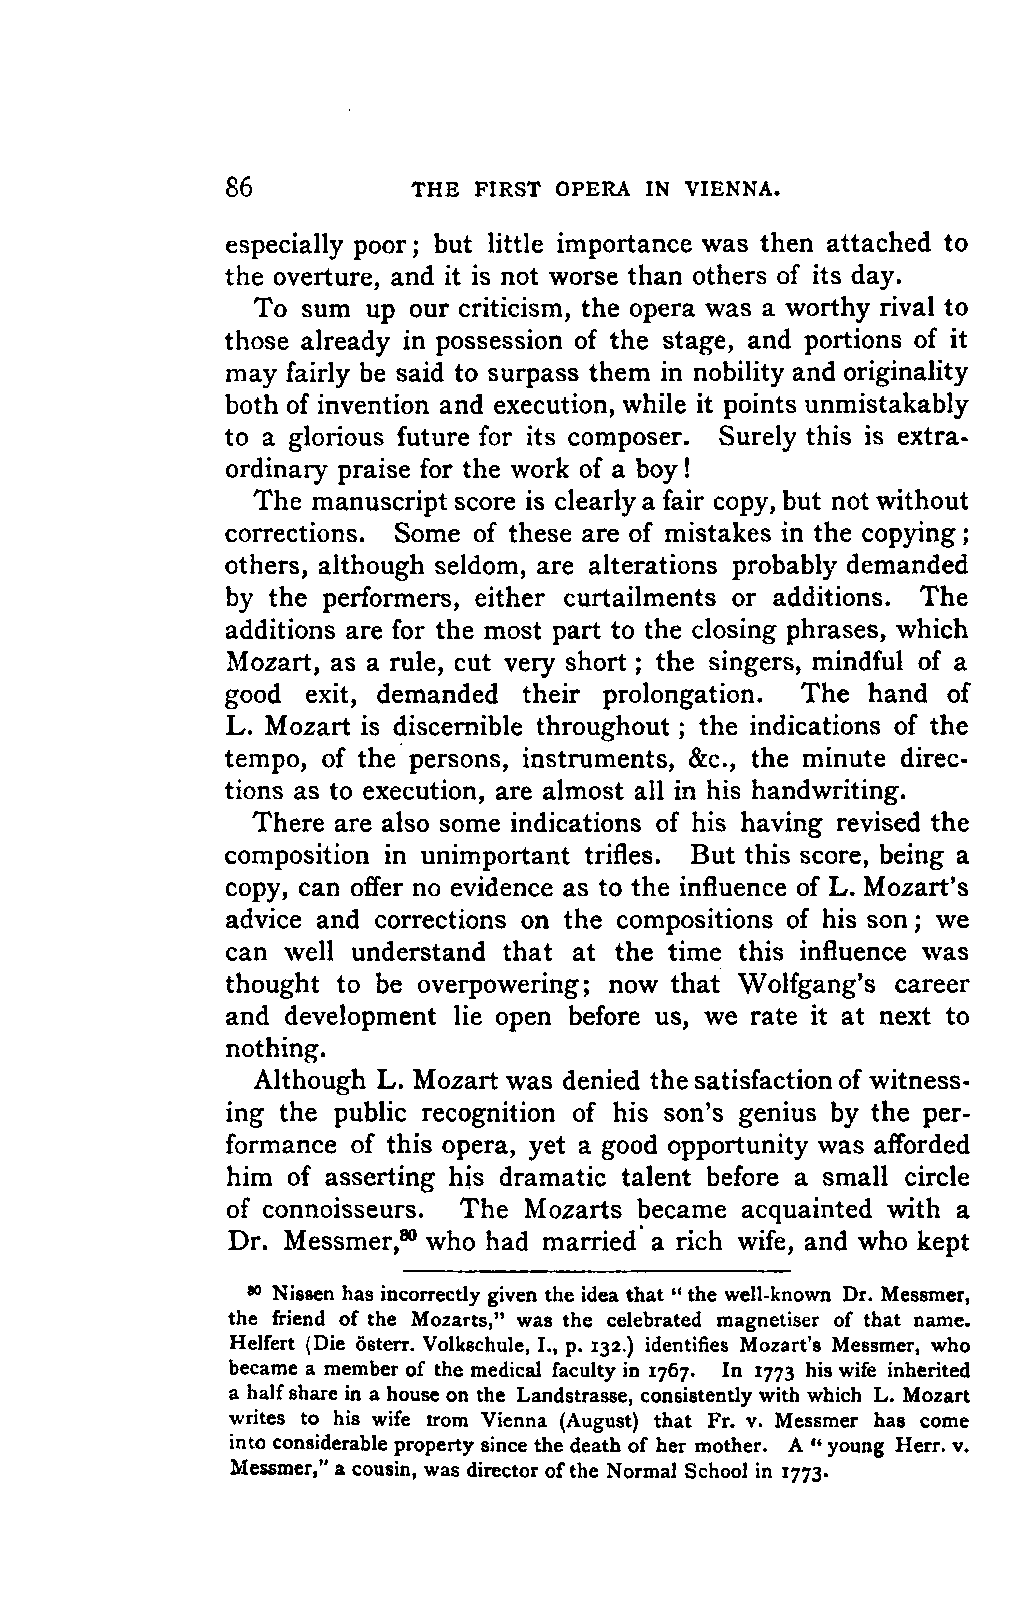 86 THE FIRST OPERA IN VIENNA.
especially poor; but little importance was then attached to
the overture, and it is not worse than others of its day.
To sum up our criticism, the opera was a worthy rival to
those already in possession of the stage, and portions of it
may fairly be said to surpass them in nobility and originality
both of invention and execution, while it points unmistakably
to a glorious future for its composer. Surely this is extra-
ordinary praise for the work of a boy!
The manuscript score is clearly a fair copy, but not without
corrections. Some of these are of mistakes in the copying;
others, although seldom, are alterations probably demanded
by the performers, either curtailments or additions. The
additions are for the most part to the closing phrases, which
Mozart, as a rule, cut very short; the singers, mindful of a
good exit, demanded their prolongation. The hand of
L. Mozart is discernible throughout; the indications of the
tempo, of the persons, instruments, &c., the minute direc-
tions as to execution, are almost all in his handwriting.
There are also some indications of his having revised the
composition in unimportant trifles. But this score, being a
copy, can offer no evidence as to the influence of L. Mozart's
advice and corrections on the compositions of his son; we
can well understand that at the time this influence was
thought to be overpowering; now that Wolfgang's career
and development lie open before us, we rate it at next to
nothing.
Although L. Mozart was denied the satisfaction of witness-
ing the public recognition of his son's genius by the per-
formance of this opera, yet a good opportunity was afforded
him of asserting his dramatic talent before a small circle
of connoisseurs. The Mozarts became acquainted with a
Dr. Messmer,⁸⁰ who had married a rich wife, and who kept
⁸⁰ Nissen has incorrectly given the idea that "the well-known Dr. Messmer,
the friend of the Mozarts," was the celebrated magnetiser of that name.
Helfert (Die österr. Volkschule, I., p. 132.) identifies Mozart's Messmer, who
became a member of the medical faculty in 1767. In 1773 his wife inherited
a half share in a house on the Landstrasse, consistently with which L. Mozart
writes to his wife from Vienna (August) that Fr. v. Messmer has come
into considerable property since the death of her mother. A "young Herr. v.
Messmer," a cousin, was director of the Normal School in 1773.